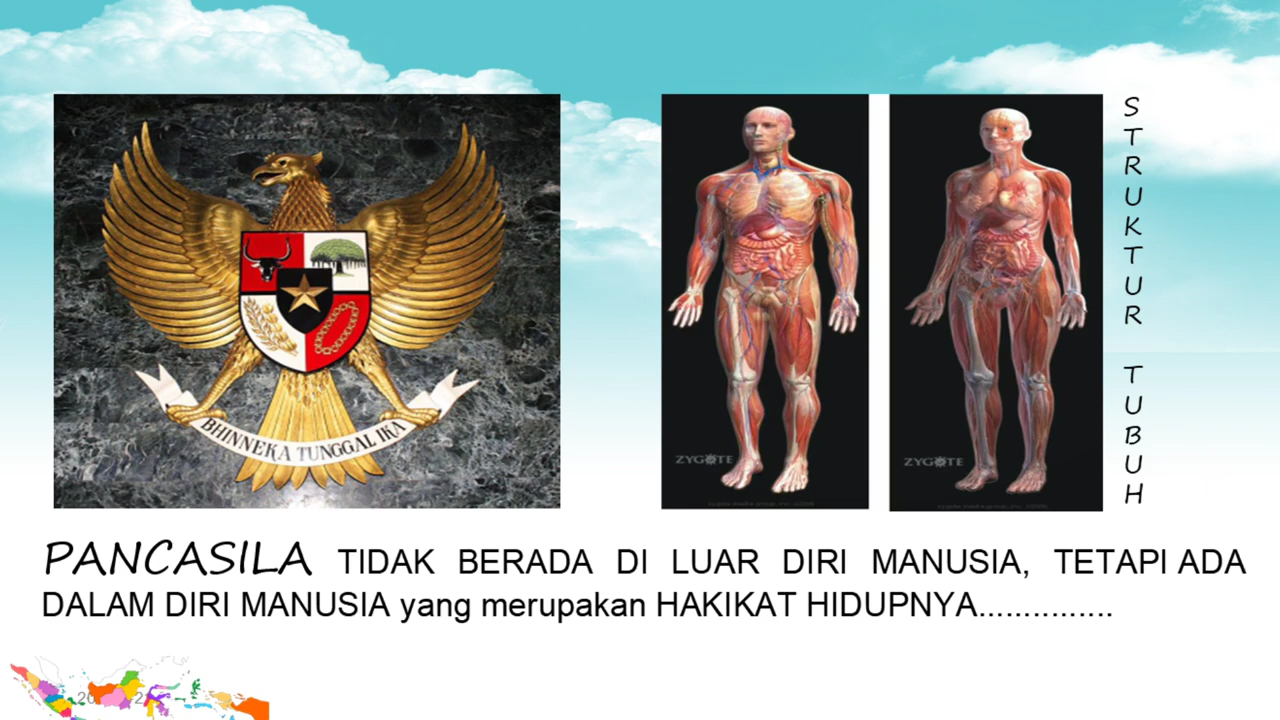 BHINNEKA TUNGGAL IKA
ZYGOTE
ZYGOTE
STRUKTUR TUBUH
PANCASILA TIDAK BERADA DI LUAR DIRI MANUSIA, TETAPI ADA
DALAM DIRI MANUSIA yang merupakan HAKIKAT HIDUPNYA...............